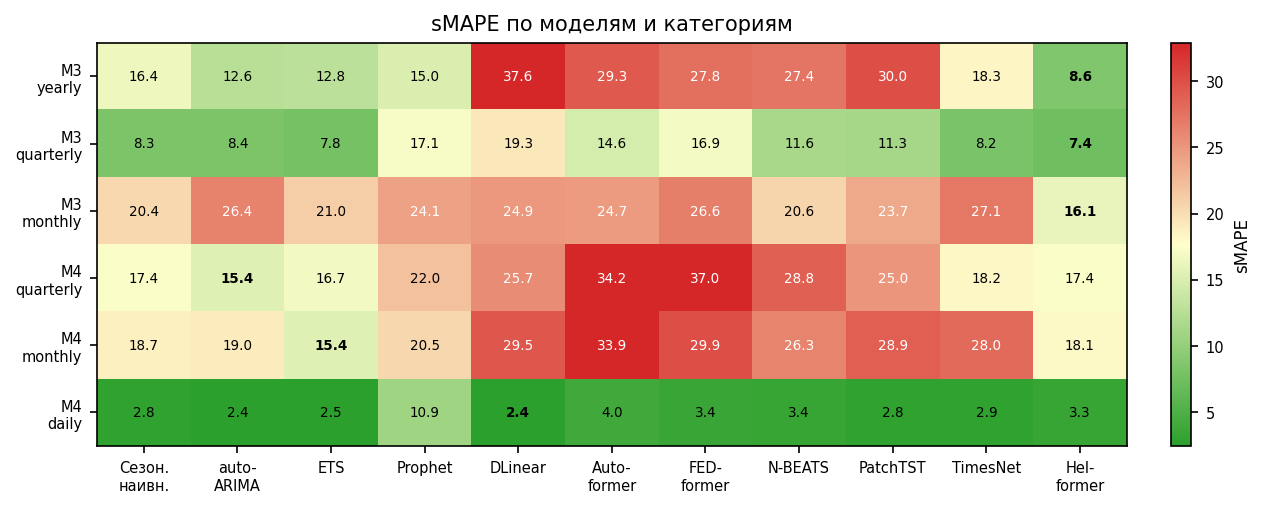 sMAPE по моделям и категориям
M3
yearly
16.4 12.6 12.8 15.0 37.6 29.3 27.8 27.4 30.0 18.3 8.6
M3
quarterly
8.3 8.4 7.8 17.1 19.3 14.6 16.9 11.6 11.3 8.2 7.4
M3
monthly
20.4 26.4 21.0 24.1 24.9 24.7 26.6 20.6 23.7 27.1 16.1
M4
quarterly
17.4 15.4 16.7 22.0 25.7 34.2 37.0 28.8 25.0 18.2 17.4
M4
monthly
18.7 19.0 15.4 20.5 29.5 33.9 29.9 26.3 28.9 28.0 18.1
M4
daily
2.8 2.4 2.5 10.9 2.4 4.0 3.4 3.4 2.8 2.9 3.3
Сезон.
наивн.
auto-
ARIMA
ETS
Prophet
DLinear
Auto-
former
FED-
former
N-BEATS
PatchTST
TimesNet
Hel-
former
30
25
20
15
10
5
sMAPE